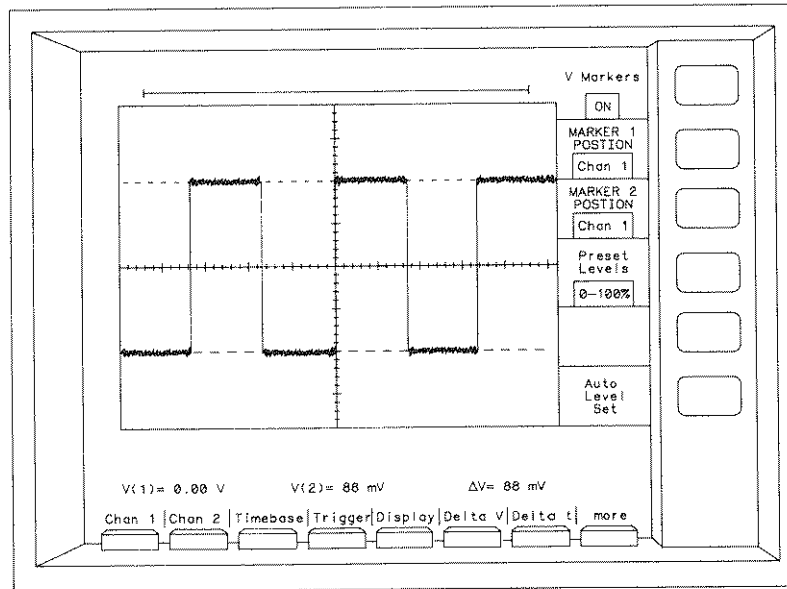 V Markers
ON
MARKER 1
POSTION
Chan 1
MARKER 2
POSTION
Chan 1
Preset
Levels
0-100%
Auto
Level
Set
V(1)= 0.00 V V(2)= 88 mV ΔV= 88 mV
Chan 1 Chan 2 Timebase Trigger Display Delta V Delta t more